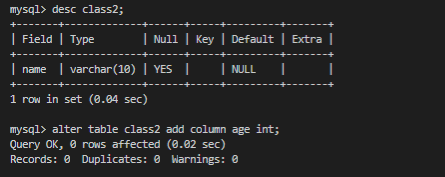 mysql> desc class2;
+-------+-------------+------+-----+---------+-------+
| Field | Type        | Null | Key | Default | Extra |
+-------+-------------+------+-----+---------+-------+
| name  | varchar(10) | YES  |     | NULL    |       |
+-------+-------------+------+-----+---------+-------+
1 row in set (0.04 sec)
mysql> alter table class2 add column age int;
Query OK, 0 rows affected (0.02 sec)
Records: 0  Duplicates: 0  Warnings: 0